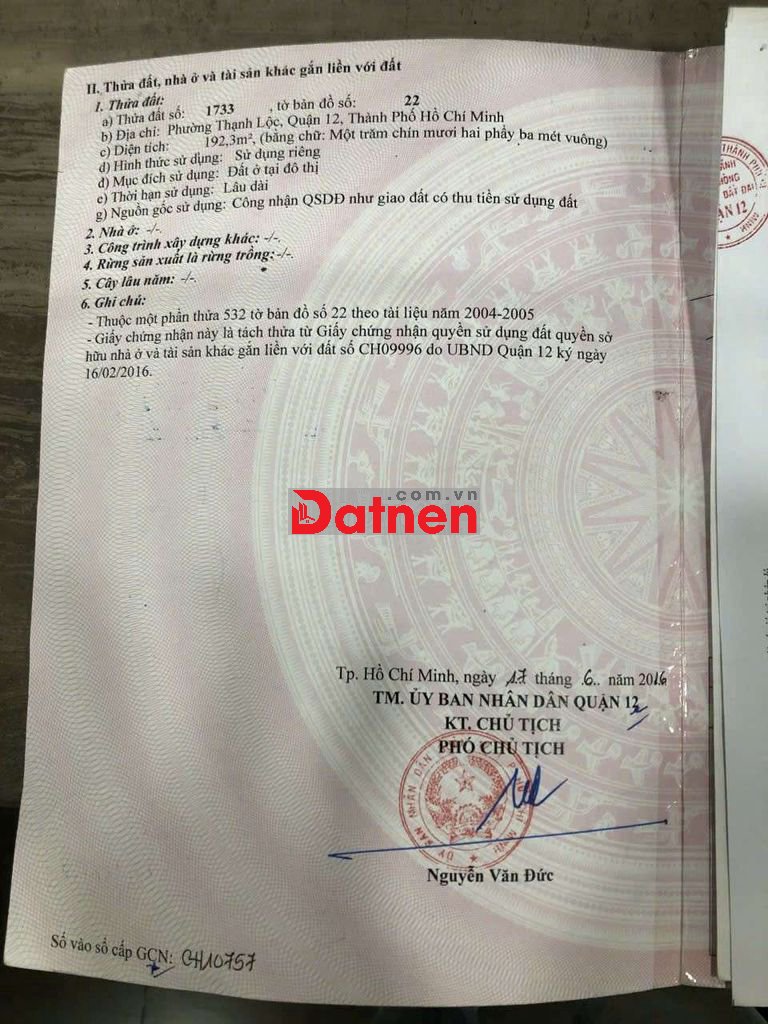 II. Thửa đất, nhà ở và tài sản khác gắn liền với đất
1. Thửa đất:
a) Thửa đất số: 1733 , tờ bản đồ số: 22
b) Địa chỉ: Phường Thạnh Lộc, Quận 12, Thành Phố Hồ Chí Minh
c) Diện tích: 192,3m², (bằng chữ: Một trăm chín mươi hai phẩy ba mét vuông)
d) Hình thức sử dụng: Sử dụng riêng
đ) Mục đích sử dụng: Đất ở tại đô thị
e) Thời hạn sử dụng: Lâu dài
g) Nguồn gốc sử dụng: Công nhận QSDĐ như giao đất có thu tiền sử dụng đất
2. Nhà ở: -/-.
3. Công trình xây dựng khác: -/-.
4. Rừng sản xuất là rừng trồng:-/-.
5. Cây lâu năm: -/-.
6. Ghi chú:
- Thuộc một phần thửa 532 tờ bản đồ số 22 theo tài liệu năm 2004-2005
- Giấy chứng nhận này là tách thửa từ Giấy chứng nhận quyền sử dụng đất quyền sở
hữu nhà ở và tài sản khác gắn liền với đất số CH09996 do UBND Quận 12 ký ngày
16/02/2016.
.com.vn
Datnen
Tp. Hồ Chí Minh, ngày 17 tháng 6.. năm 2016
TM. ỦY BAN NHÂN DÂN QUẬN 12
KT. CHỦ TỊCH
PHÓ CHỦ TỊCH
Nguyễn Văn Đức
Số vào sổ cấp GCN: CH10757
THÀNH PHỐ
ĐẤT ĐAI
MINH